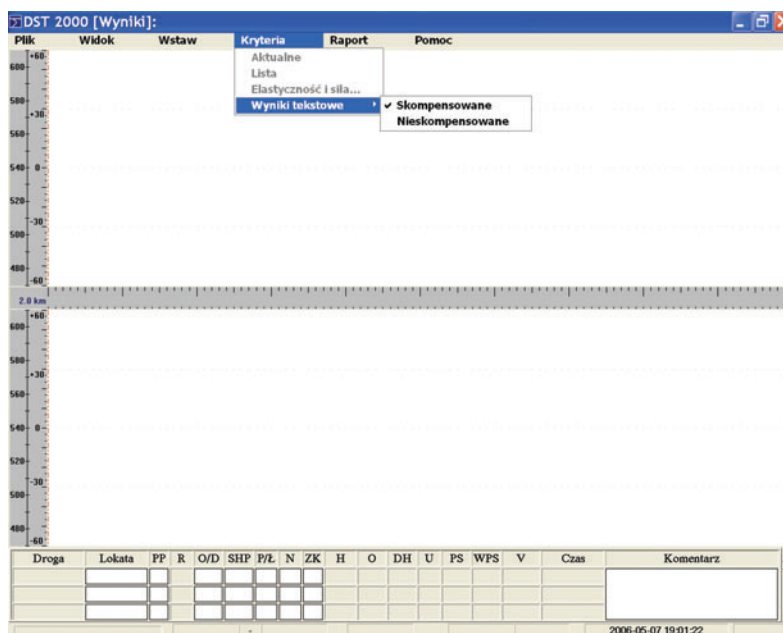 DST 2000 [Wyniki]:
Plik Widok Wstaw Kryteria Raport Pomoc
Aktualne
Lista
Elastyczność i siła...
Wyniki tekstowe
✓ Skompensowane
Nieskompensowane
+60
600
580
+30
560
540 0
520
-30
500
480
-60
2.0 km
+60
600
580
+30
560
540 0
520
-30
500
480
-60
Droga Lokata PP R O/D SHP P/Ł N ZK H O DH U PS WPS V Czas Komentarz
-
2006-05-07 19:01:22